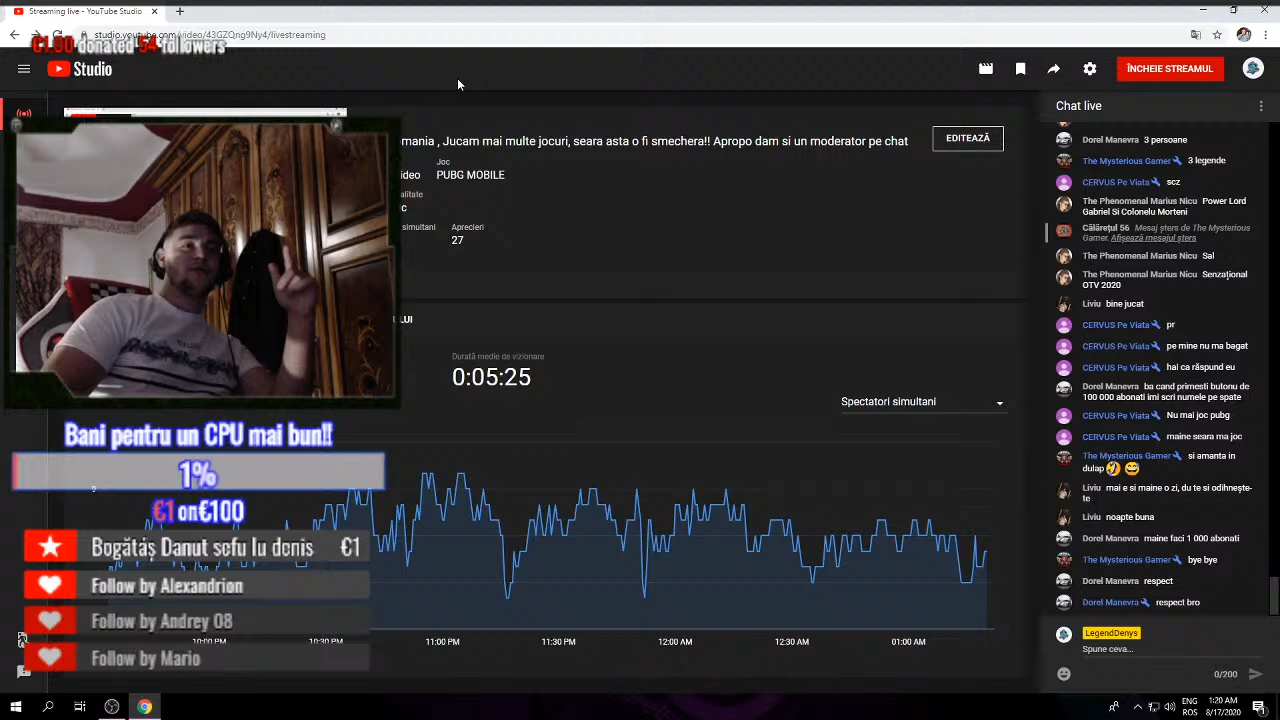 Streaming live - YouTube Studio
studio.youtube.com/video/43GZQng9Ny4/livestreaming
€1.00 donated 54 followers
Studio
ÎNCHEIE STREAMUL
mania , Jucam mai multe jocuri, seara asta o fi smechera!! Apropo dam si un moderator pe chat
EDITEAZĂ
Joc
ideo
PUBG MOBILE
alitate
c
simultani
Aprecieri
27
LUI
Durată medie de vizionare
0:05:25
Spectatori simultani
Bani pentru un CPU mai bun!!
1%
9
€1 on €100
Bogătăș Danut sefu lu denis €1
Follow by Alexandrion
Follow by Andrey 08
Follow by Mario
10:00 PM
10:30 PM
11:00 PM
11:30 PM
12:00 AM
12:30 AM
01:00 AM
Chat live
Dorel Manevra 3 persoane
The Mysterious Gamer 3 legende
CERVUS Pe Viata scz
The Phenomenal Marius Nicu Power Lord
Gabriel Si Colonelu Morteni
Călărețul 56 Mesaj șters de The Mysterious
Gamer. Afișează mesajul șters
The Phenomenal Marius Nicu Sal
The Phenomenal Marius Nicu Senzațional
OTV 2020
Liviu bine jucat
CERVUS Pe Viata pr
CERVUS Pe Viata pe mine nu ma bagat
CERVUS Pe Viata hai ca răspund eu
Dorel Manevra ba cand primesti butonu de
100 000 abonati imi scri numele pe spate
CERVUS Pe Viata Nu mai joc pubg
CERVUS Pe Viata maine seara ma joc
The Mysterious Gamer si amanta in
dulap 🤣 😅
Liviu mai e si maine o zi, du te si odihnește-
te
Liviu noapte buna
Dorel Manevra maine faci 1 000 abonati
The Mysterious Gamer bye bye
Dorel Manevra respect
Dorel Manevra respect bro
LegendDenys
Spune ceva...
0/200
ENG
ROS
1:20 AM
8/17/2020